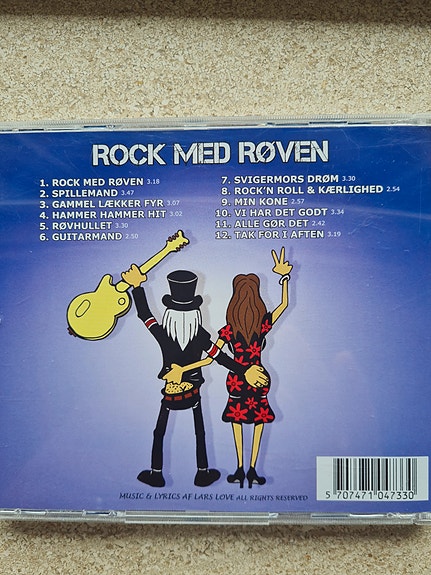 ROCK MED RØVEN
1. ROCK MED RØVEN 3.18
2. SPILLEMAND 3.47
3. GAMMEL LÆKKER FYR 3.07
4. HAMMER HAMMER HIT 3.02
5. RØVHULLET 3.30
6. GUITARMAND 2.50
7. SVIGERMORS DRØM 3.30
8. ROCK'N ROLL & KÆRLIGHED 2.54
9. MIN KONE 2.57
10. VI HAR DET GODT 3.34
11. ALLE GØR DET 2.42
12. TAK FOR I AFTEN 3.19
MUSIC & LYRICS AF LARS LOVE ALL RIGHTS RESERVED
5 707471 047330